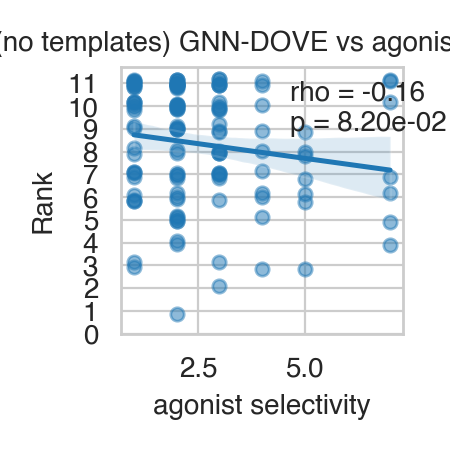 (no templates) GNN-DOVE vs agonis
rho = -0.16
p = 8.20e-02
Rank
11
10
9
8
7
6
5
4
3
2
1
0
2.5 5.0
agonist selectivity